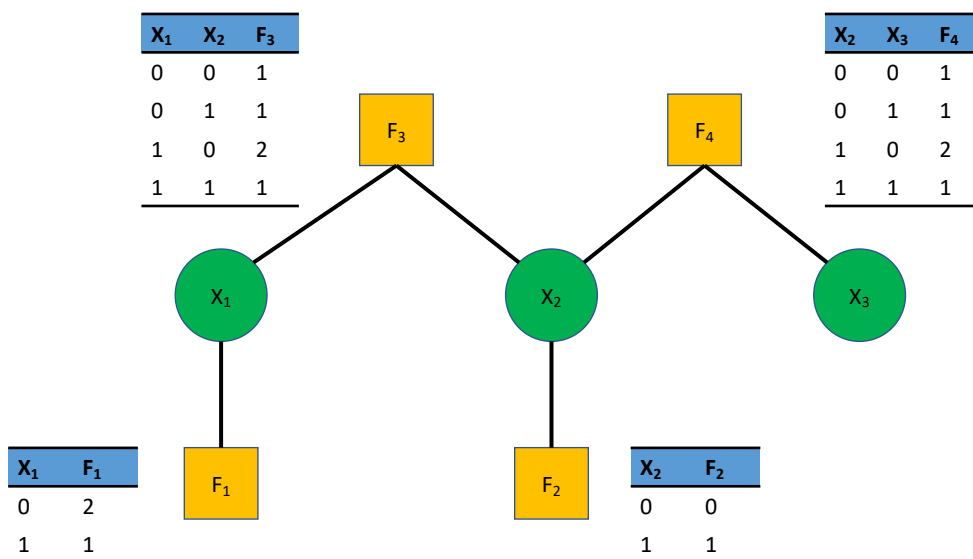 X₁ X₂ F₃
0 0 1
0 1 1
1 0 2
1 1 1
X₂ X₃ F₄
0 0 1
0 1 1
1 0 2
1 1 1
F₃
F₄
X₁
X₂
X₃
X₁ F₁
0 2
1 1
F₁
F₂
X₂ F₂
0 0
1 1